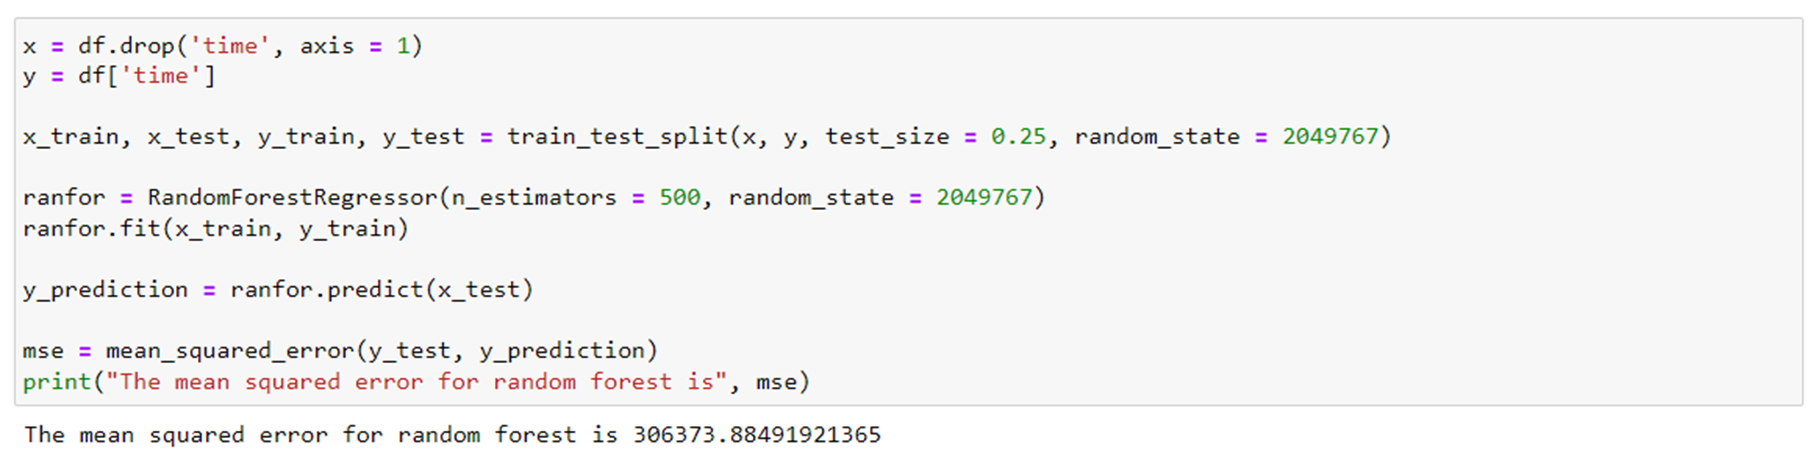 x = df.drop('time', axis = 1)
y = df['time']
x_train, x_test, y_train, y_test = train_test_split(x, y, test_size = 0.25, random_state = 2049767)
ranfor = RandomForestRegressor(n_estimators = 500, random_state = 2049767)
ranfor.fit(x_train, y_train)
y_prediction = ranfor.predict(x_test)
mse = mean_squared_error(y_test, y_prediction)
print("The mean squared error for random forest is", mse)
The mean squared error for random forest is 306373.88491921365